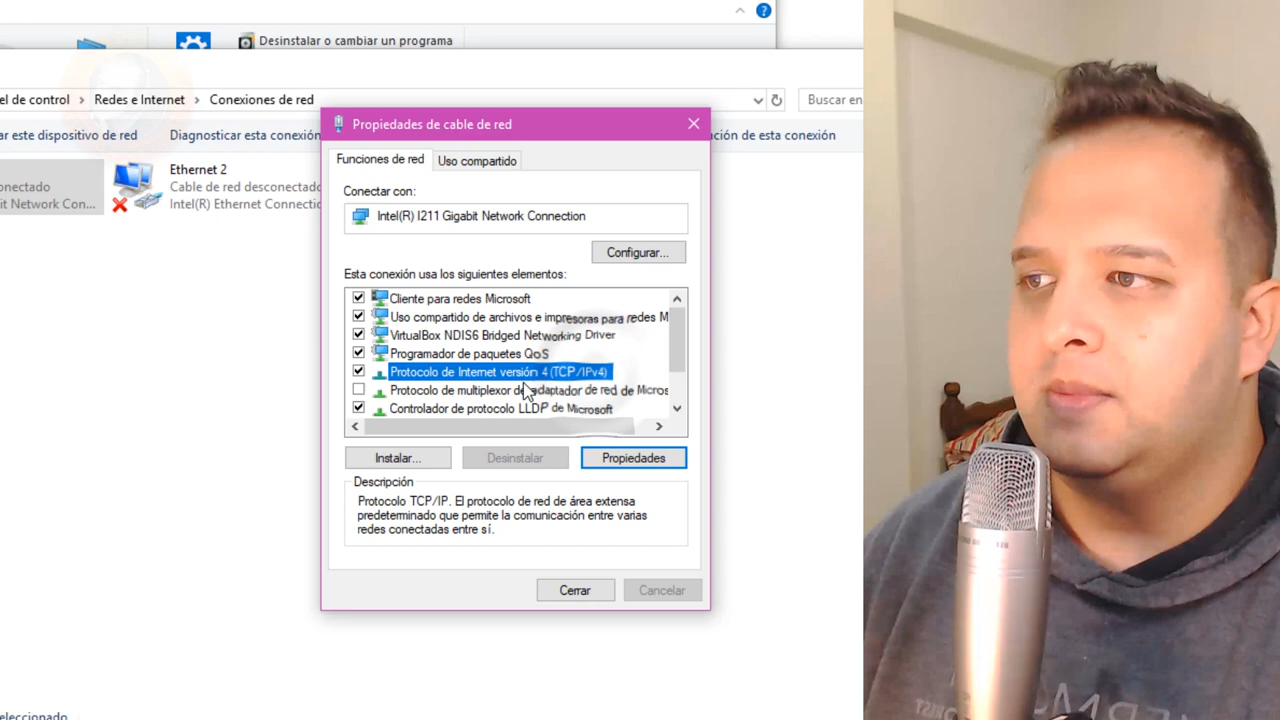 Desinstalar o cambiar un programa
el de control > Redes e Internet > Conexiones de red
Buscar en
ar este dispositivo de red
Diagnosticar esta conexión
ación de esta conexión
onectado
it Network Con...
Ethernet 2
Cable de red desconectado
Intel(R) Ethernet Connectio
Propiedades de cable de red
Funciones de red
Uso compartido
Conectar con:
Intel(R) I211 Gigabit Network Connection
Configurar...
Esta conexión usa los siguientes elementos:
Cliente para redes Microsoft
Uso compartido de archivos e impresoras para redes M
VirtualBox NDIS6 Bridged Networking Driver
Programador de paquetes QoS
Protocolo de Internet versión 4 (TCP/IPv4)
Protocolo de multiplexor de adaptador de red de Micros
Controlador de protocolo LLDP de Microsoft
Instalar...
Desinstalar
Propiedades
Descripción
Protocolo TCP/IP. El protocolo de red de área extensa
predeterminado que permite la comunicación entre varias
redes conectadas entre sí.
Cerrar
Cancelar
eleccionado